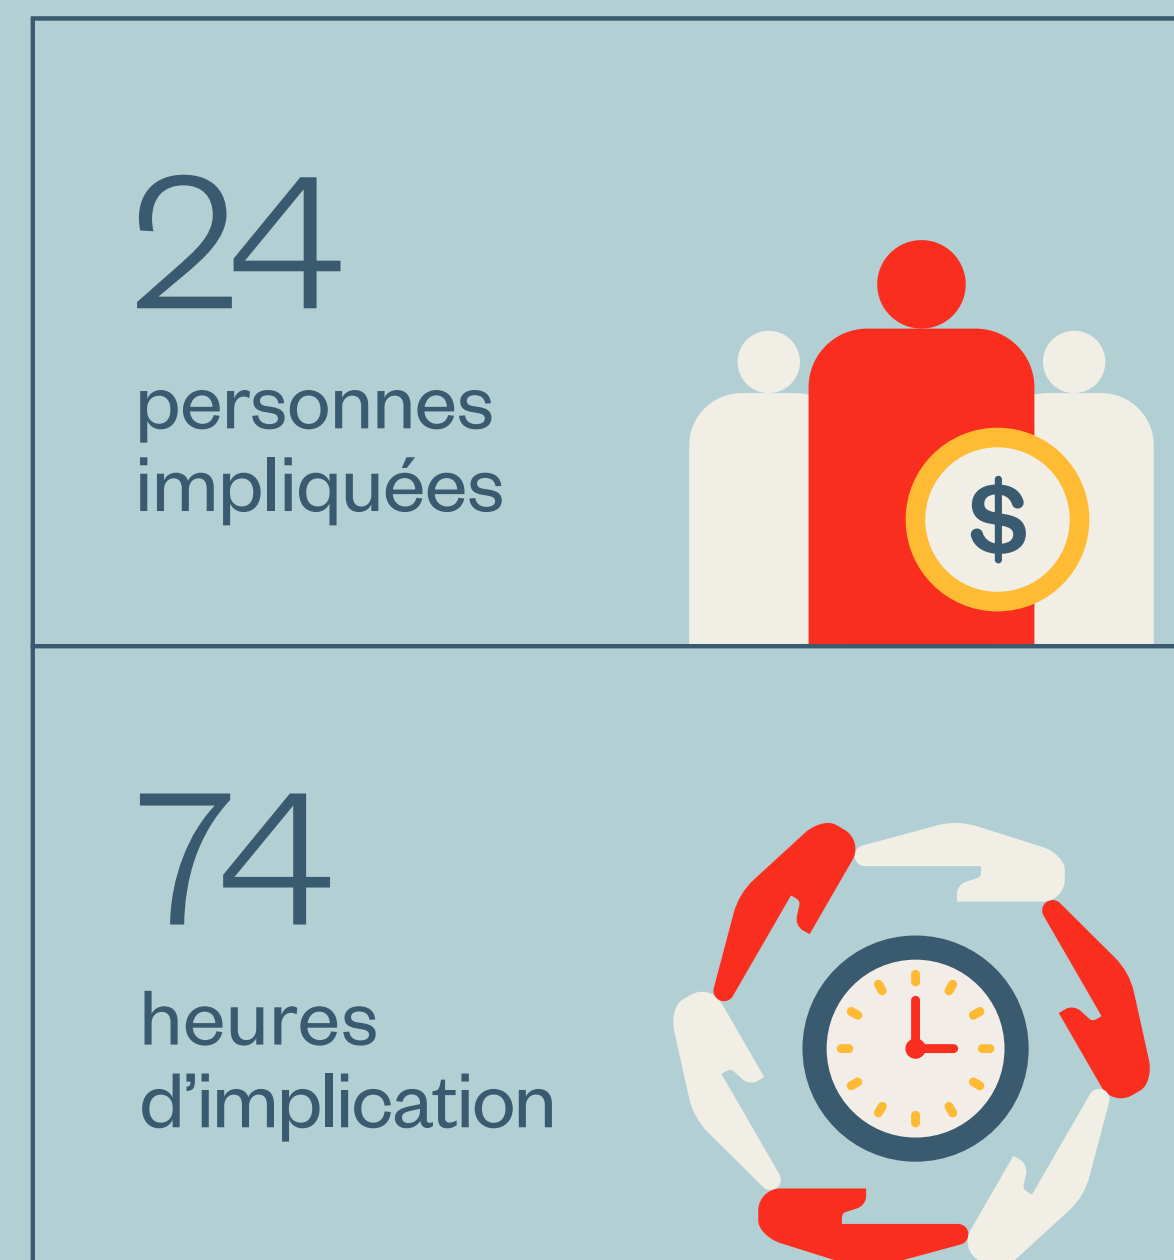 24
personnes
impliquées
$
74
heures
d’implication